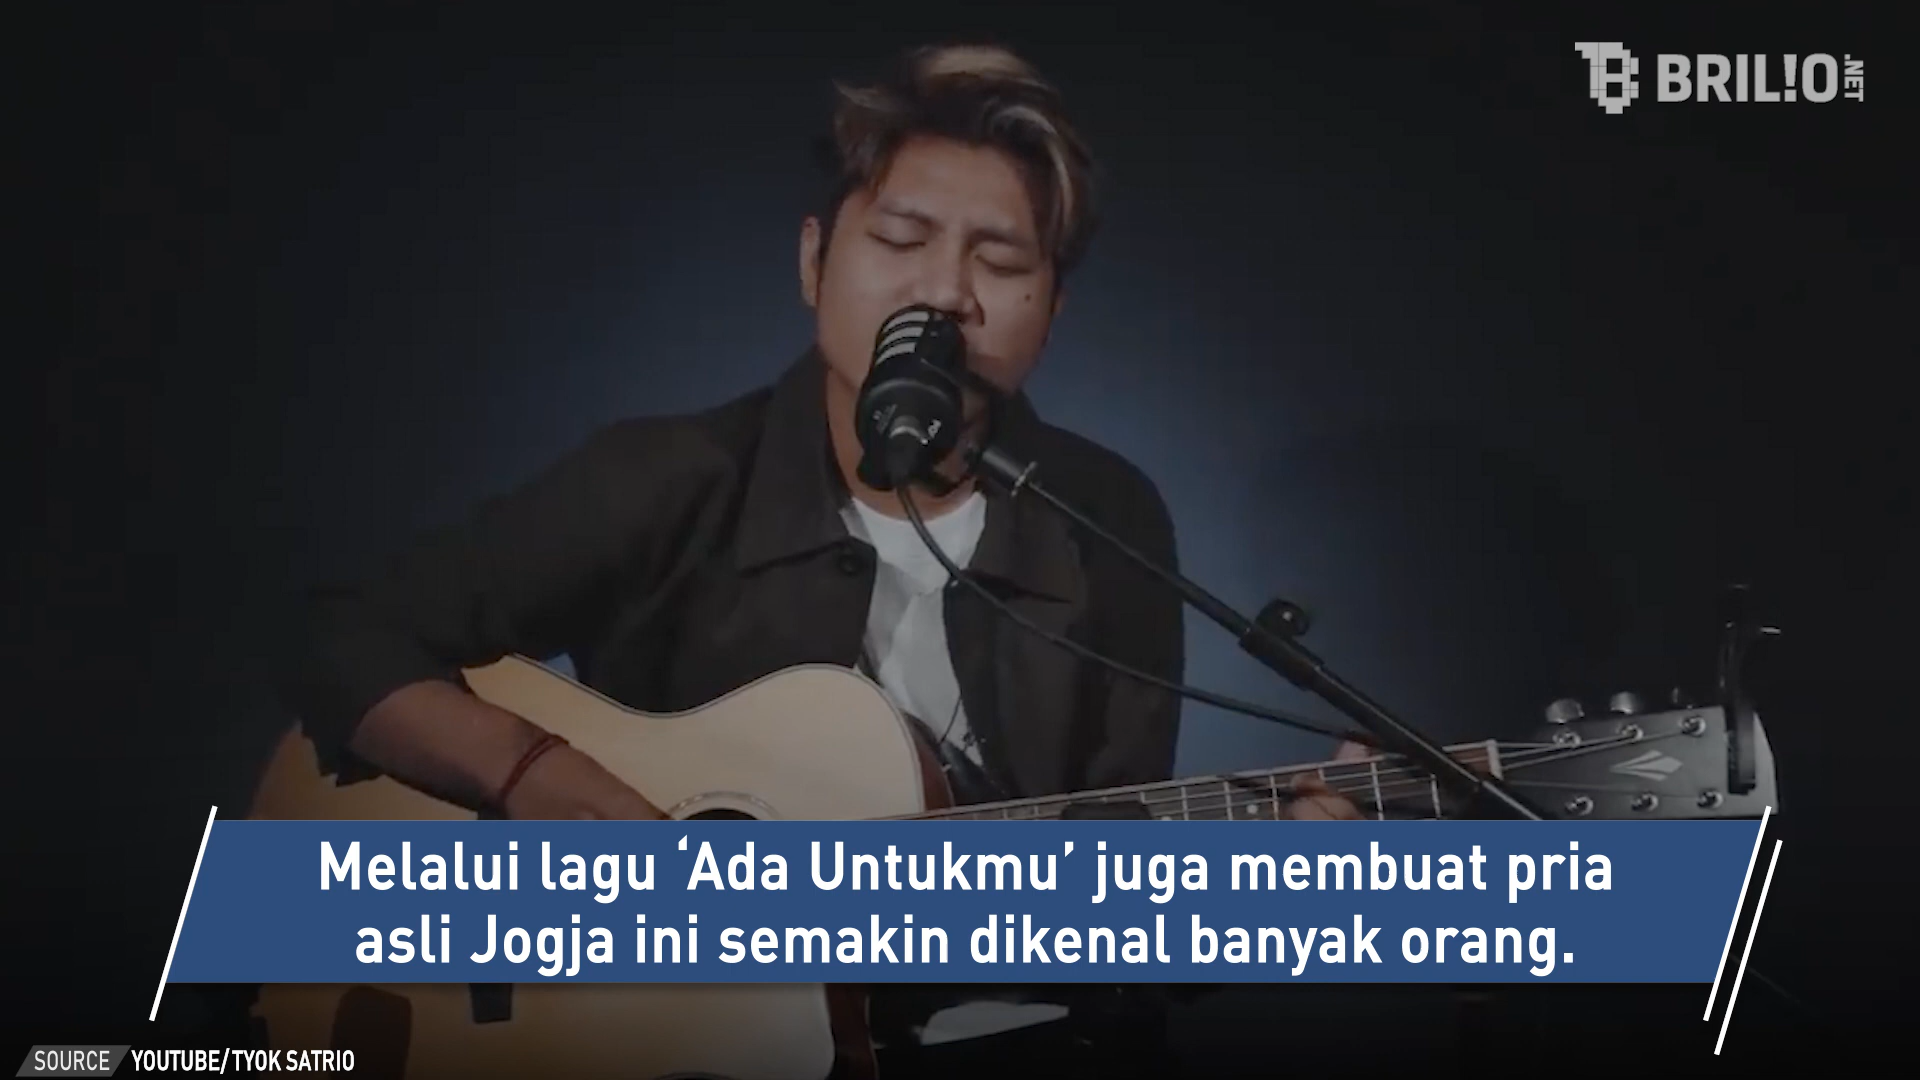 BRIL!O.NET
Melalui lagu ‘Ada Untukmu’ juga membuat pria
asli Jogja ini semakin dikenal banyak orang.
SOURCE YOUTUBE/TYOK SATRIO